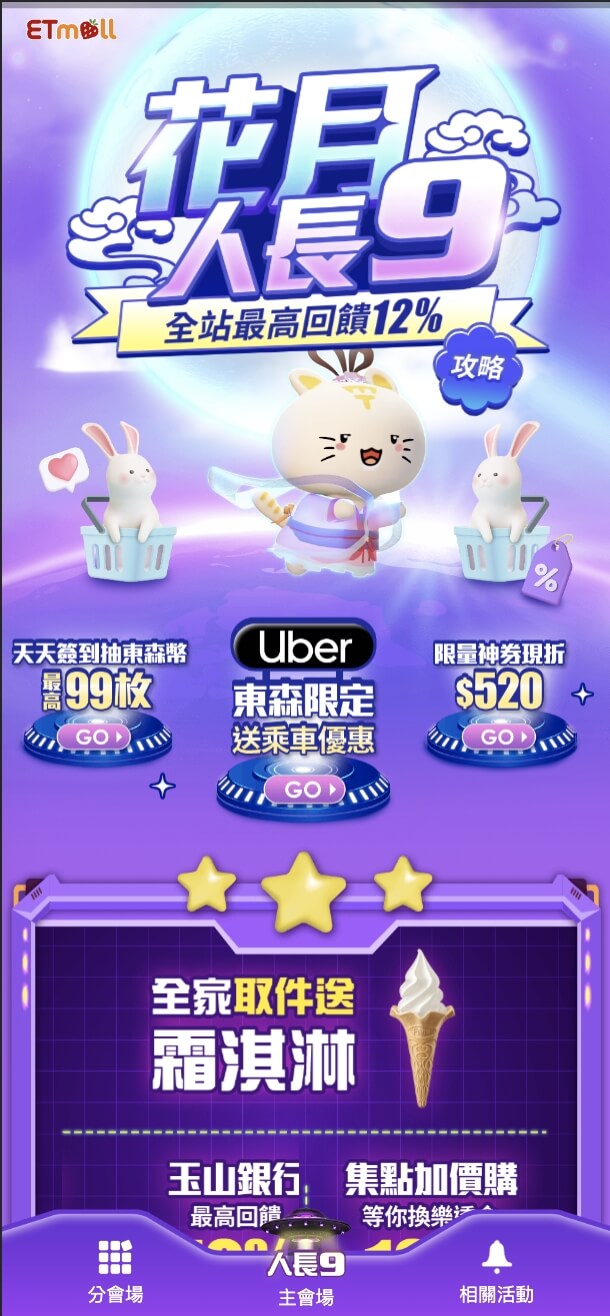 ETmall
花月
人長9
全站最高回饋12%
攻略
%
天天簽到抽東森幣
最高99枚
GO
Uber
東森限定
送乘車優惠
GO
限量神券現折
$520
GO
全家取件送
霜淇淋
玉山銀行
最高回饋
集點加價購
等你換樂透
人長9
分會場
主會場
相關活動